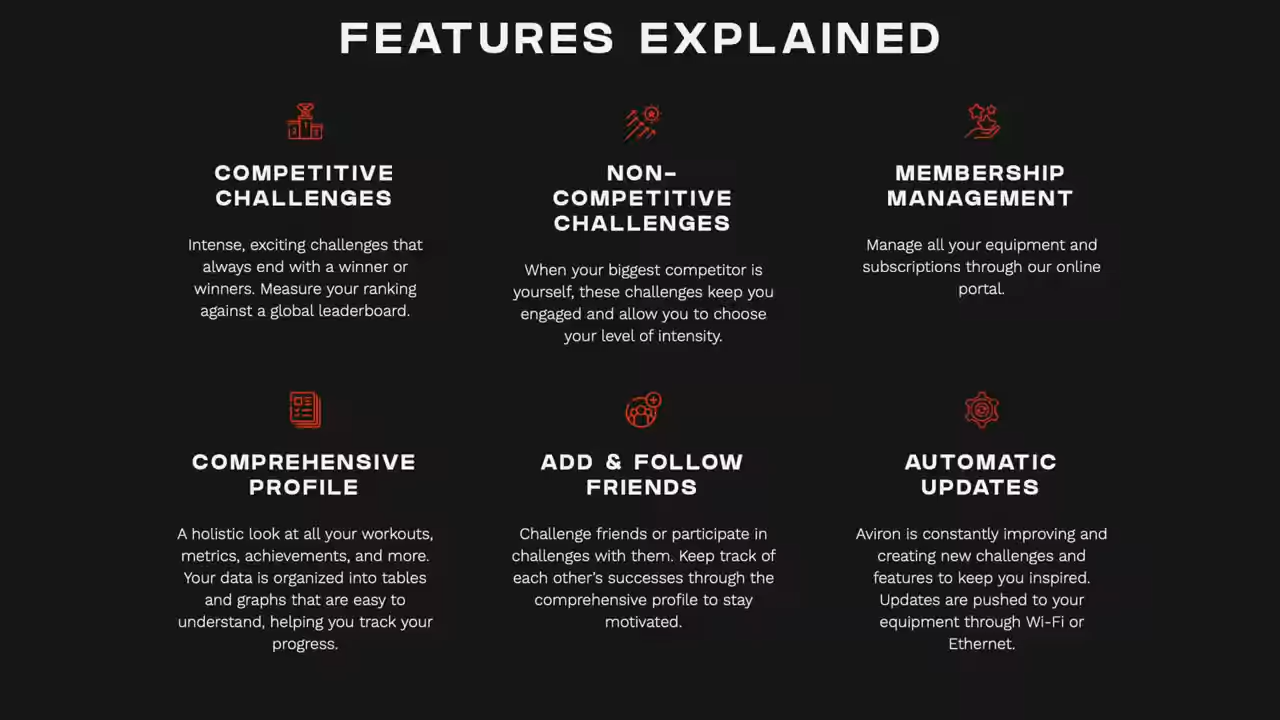 FEATURES EXPLAINED
COMPETITIVE
CHALLENGES
Intense, exciting challenges that
always end with a winner or
winners. Measure your ranking
against a global leaderboard.
NON-
COMPETITIVE
CHALLENGES
When your biggest competitor is
yourself, these challenges keep you
engaged and allow you to choose
your level of intensity.
MEMBERSHIP
MANAGEMENT
Manage all your equipment and
subscriptions through our online
portal.
COMPREHENSIVE
PROFILE
A holistic look at all your workouts,
metrics, achievements, and more.
Your data is organized into tables
and graphs that are easy to
understand, helping you track your
progress.
ADD & FOLLOW
FRIENDS
Challenge friends or participate in
challenges with them. Keep track of
each other's successes through the
comprehensive profile to stay
motivated.
AUTOMATIC
UPDATES
Aviron is constantly improving and
creating new challenges and
features to keep you inspired.
Updates are pushed to your
equipment through Wi-Fi or
Ethernet.